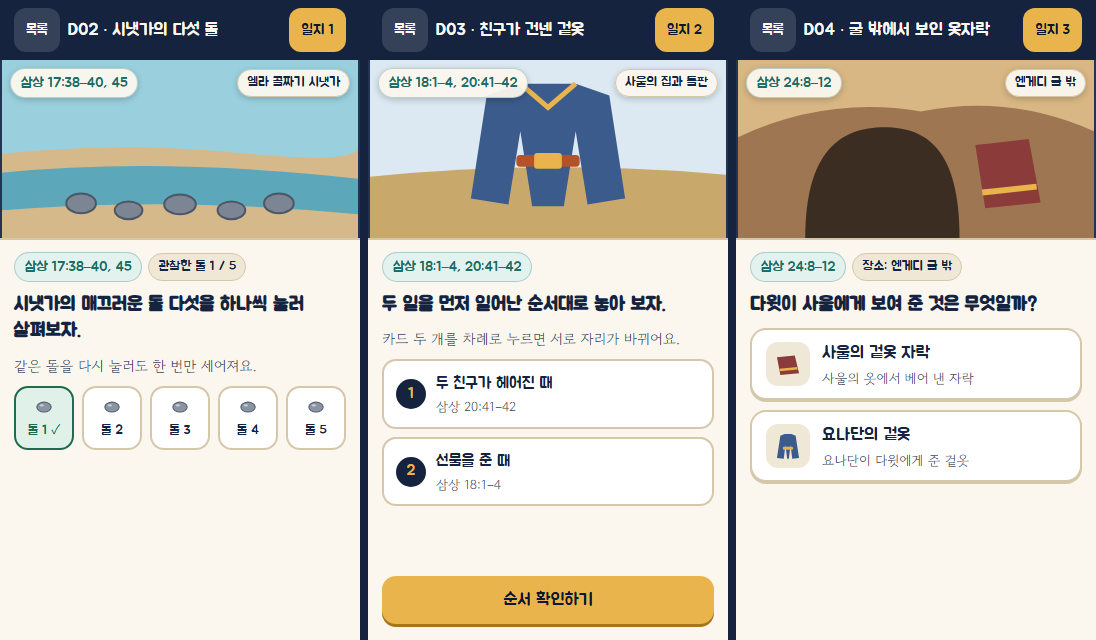 목록
D02 · 시냇가의 다섯 돌
일지 1
삼상 17:38–40, 45
엘라 골짜기 시냇가
삼상 17:38–40, 45
관찰한 돌 1 / 5
시냇가의 매끄러운 돌 다섯을 하나씩 눌러
살펴보자.
같은 돌을 다시 눌러도 한 번만 세어져요.
돌 1 ✓
돌 2
돌 3
돌 4
돌 5
목록
D03 · 친구가 건넨 겉옷
일지 2
삼상 18:1–4, 20:41–42
사울의 집과 들판
삼상 18:1–4, 20:41–42
두 일을 먼저 일어난 순서대로 놓아 보자.
카드 두 개를 차례로 누르면 서로 자리가 바뀌어요.
1
두 친구가 헤어진 때
삼상 20:41–42
2
선물을 준 때
삼상 18:1–4
순서 확인하기
목록
D04 · 굴 밖에서 보인 옷자락
일지 3
삼상 24:8–12
엔게디 굴 밖
삼상 24:8–12
장소: 엔게디 굴 밖
다윗이 사울에게 보여 준 것은 무엇일까?
사울의 겉옷 자락
사울의 옷에서 베어 낸 자락
요나단의 겉옷
요나단이 다윗에게 준 겉옷